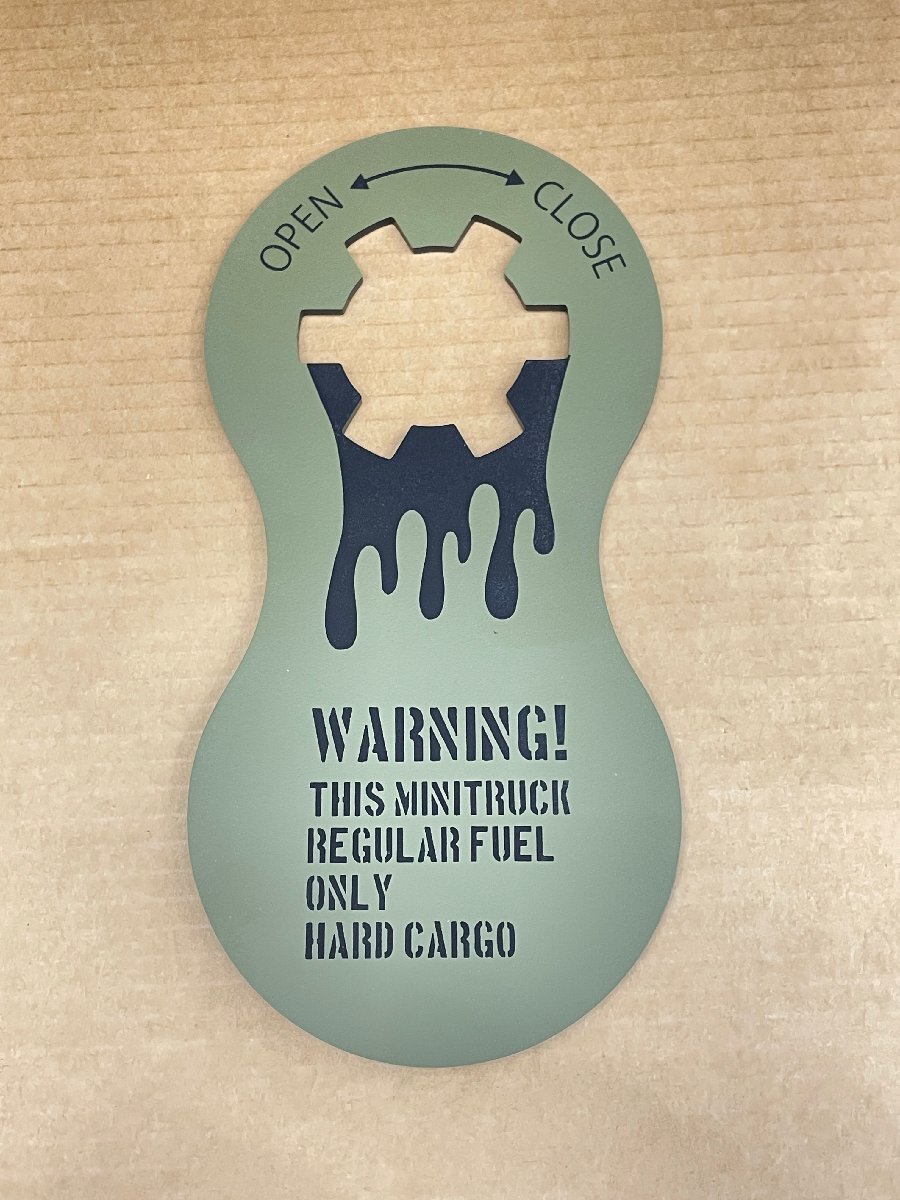 OPEN
CLOSE
WARNING!
THIS MINITRUCK
REGULAR FUEL
ONLY
HARD CARGO